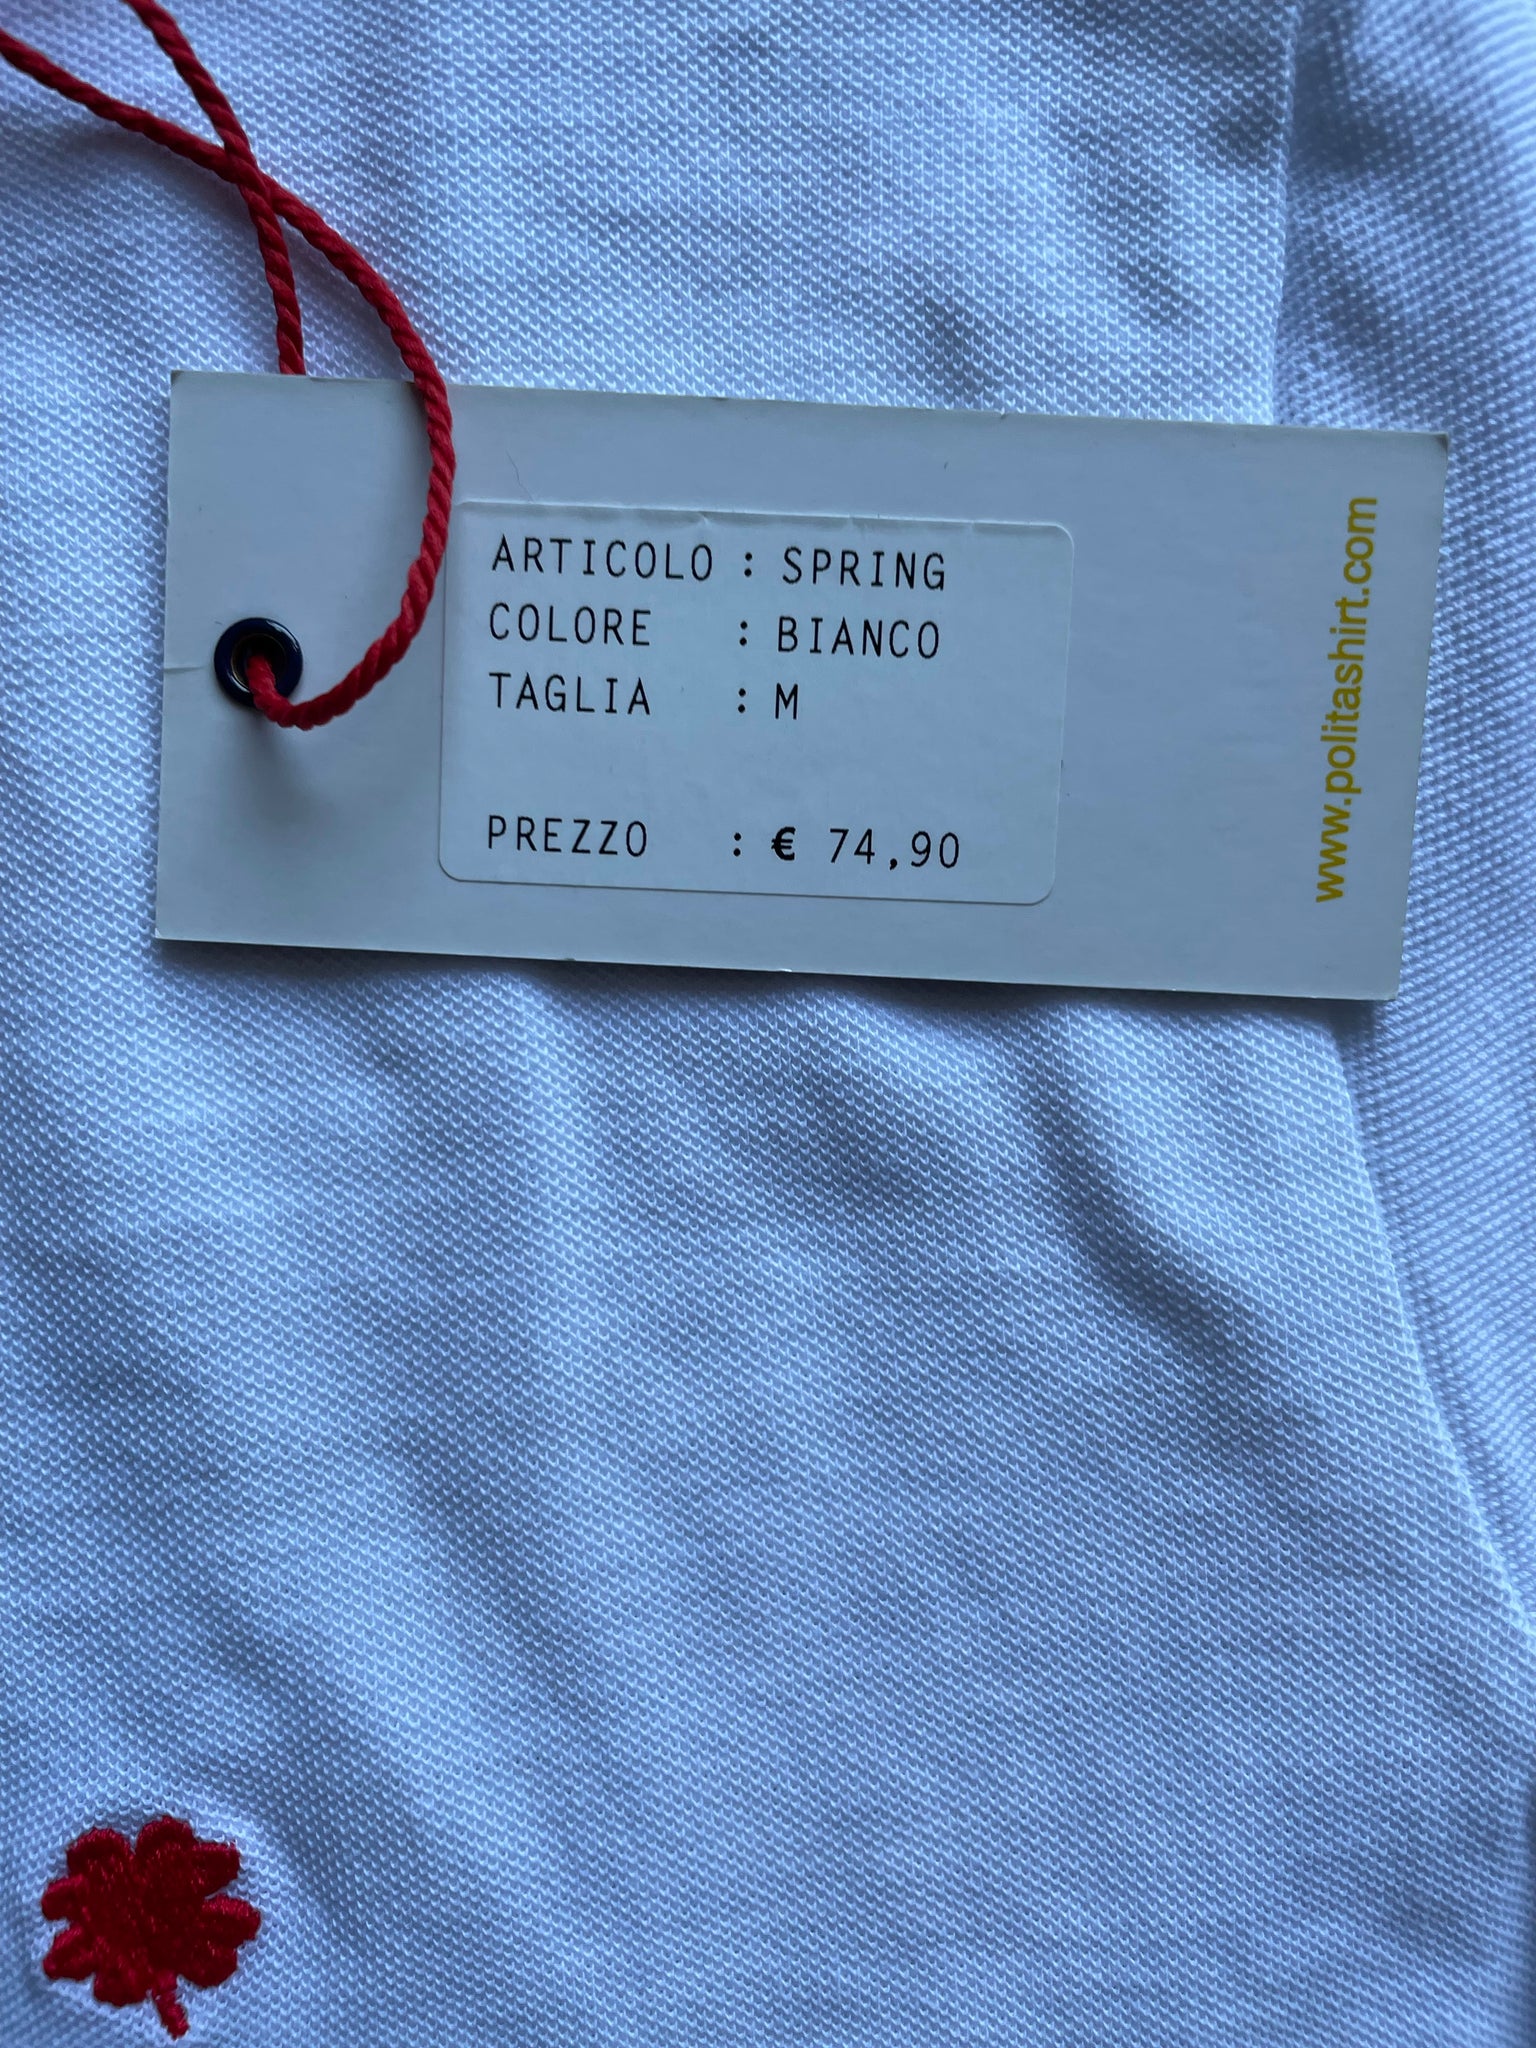 ARTICOLO : SPRING
COLORE : BIANCO
TAGLIA : M
PREZZO : € 74,90
www.politashirt.com